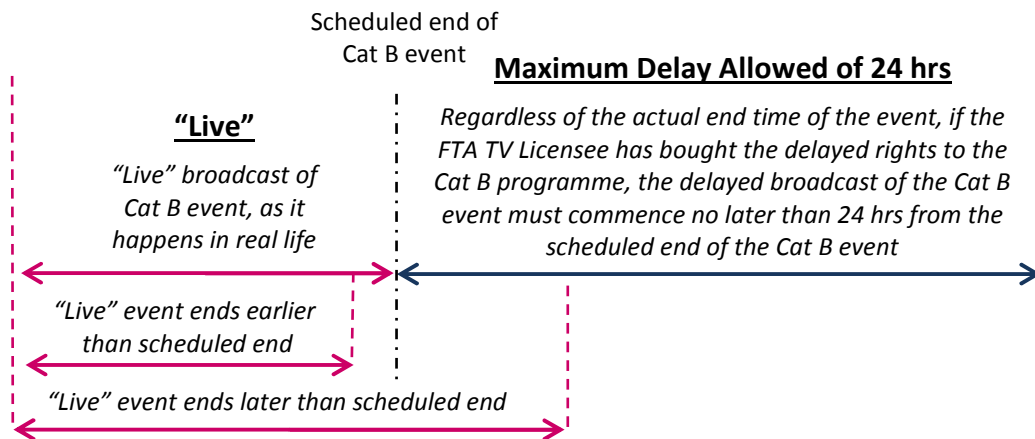 Scheduled end of
Cat B event
Maximum Delay Allowed of 24 hrs
Regardless of the actual end time of the event, if the
FTA TV Licensee has bought the delayed rights to the
Cat B programme, the delayed broadcast of the Cat B
event must commence no later than 24 hrs from the
scheduled end of the Cat B event
“Live”
“Live” broadcast of
Cat B event, as it
happens in real life
“Live” event ends earlier
than scheduled end
“Live” event ends later than scheduled end